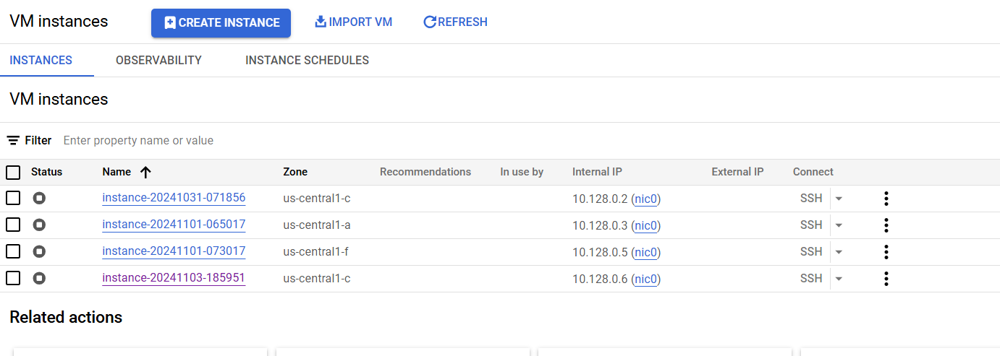 VM instances CREATE INSTANCE IMPORT VM REFRESH
INSTANCES OBSERVABILITY INSTANCE SCHEDULES
VM instances
Filter Enter property name or value
Status Name Zone Recommendations In use by Internal IP External IP Connect
instance-20241031-071856 us-central1-c 10.128.0.2 (nic0) SSH
instance-20241101-065017 us-central1-a 10.128.0.3 (nic0) SSH
instance-20241101-073017 us-central1-f 10.128.0.5 (nic0) SSH
instance-20241103-185951 us-central1-c 10.128.0.6 (nic0) SSH
Related actions